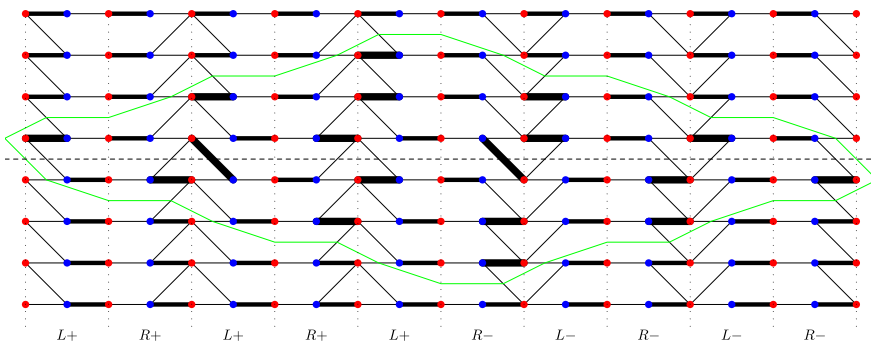 L+ R+ L+ R+ L+ R− L− R− L− R−